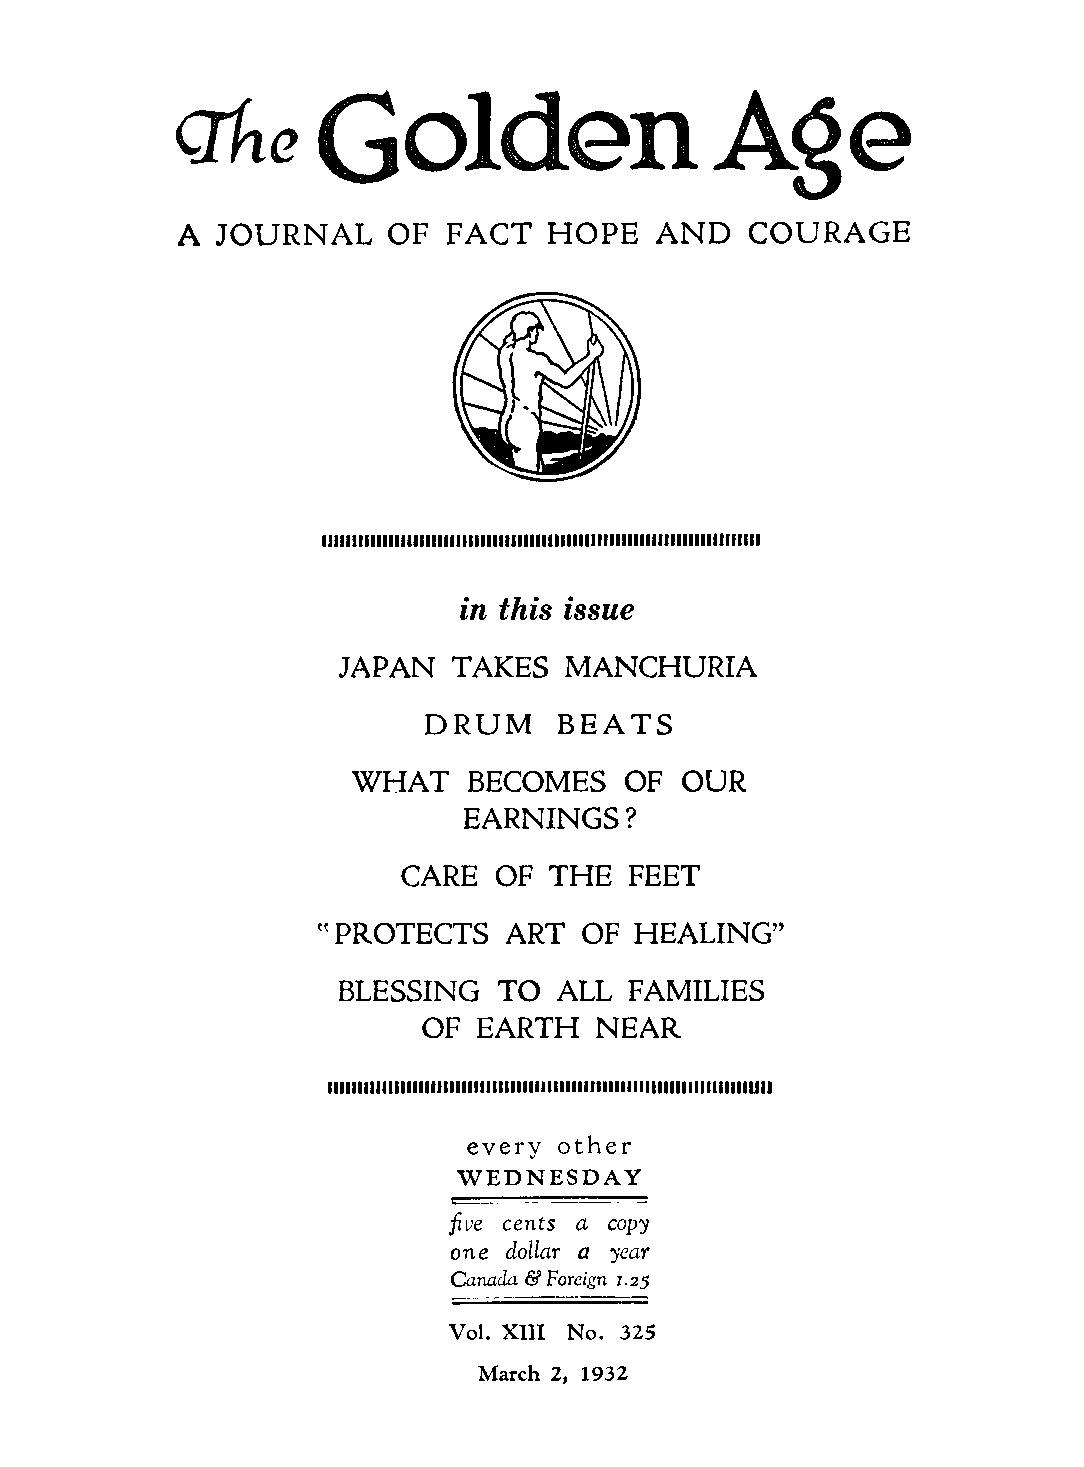 The Golden Age
A JOURNAL OF FACT HOPE AND COURAGE
in this issue
JAPAN TAKES MANCHURIA
DRUM BEATS
WHAT BECOMES OF OUR
EARNINGS?
CARE OF THE FEET
“PROTECTS ART OF HEALING”
BLESSING TO ALL FAMILIES
OF EARTH NEAR
every other
WEDNESDAY
five cents a copy
one dollar a year
Canada & Foreign 1.25
Vol. XIII No. 325
March 2, 1932